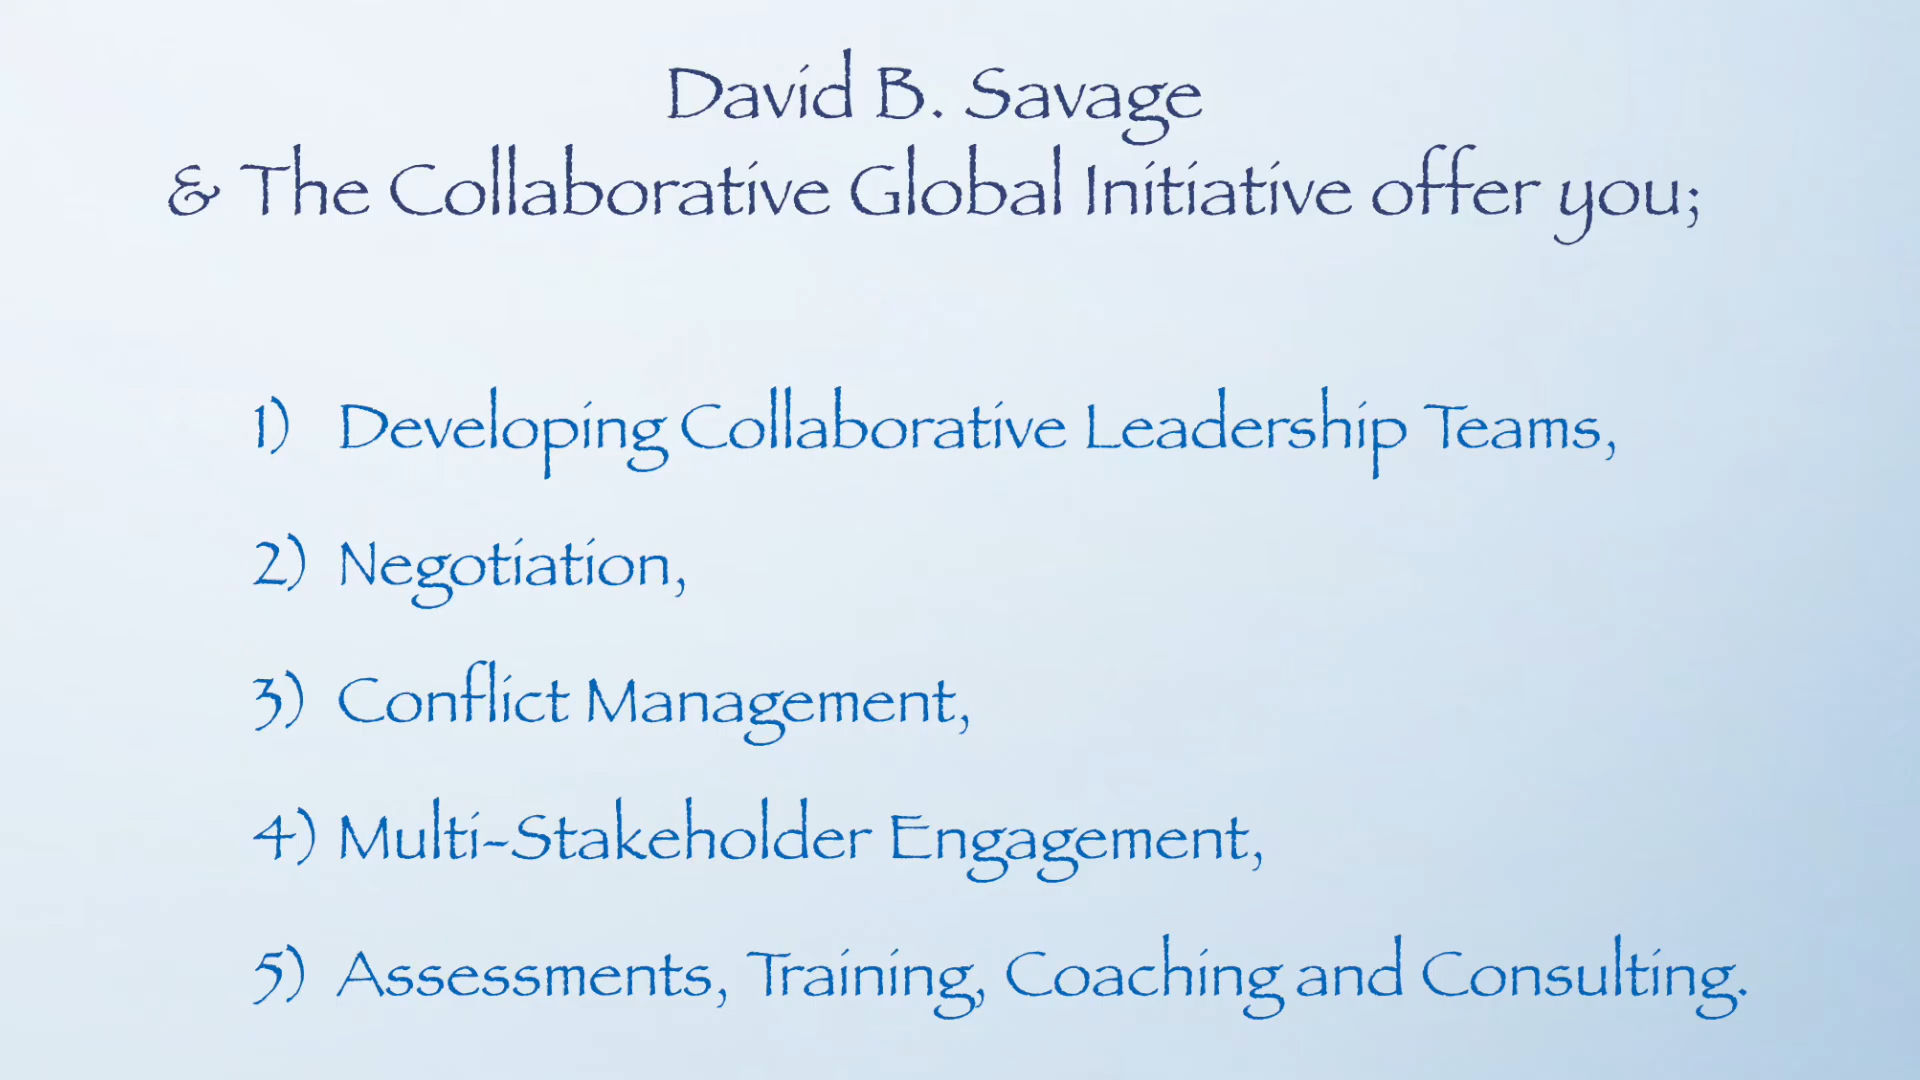 David B. Savage
& The Collaborative Global Initiative offer you;
1) Developing Collaborative Leadership Teams,
2) Negotiation,
3) Conflict Management,
4) Multi-Stakeholder Engagement,
5) Assessments, Training, Coaching and Consulting.